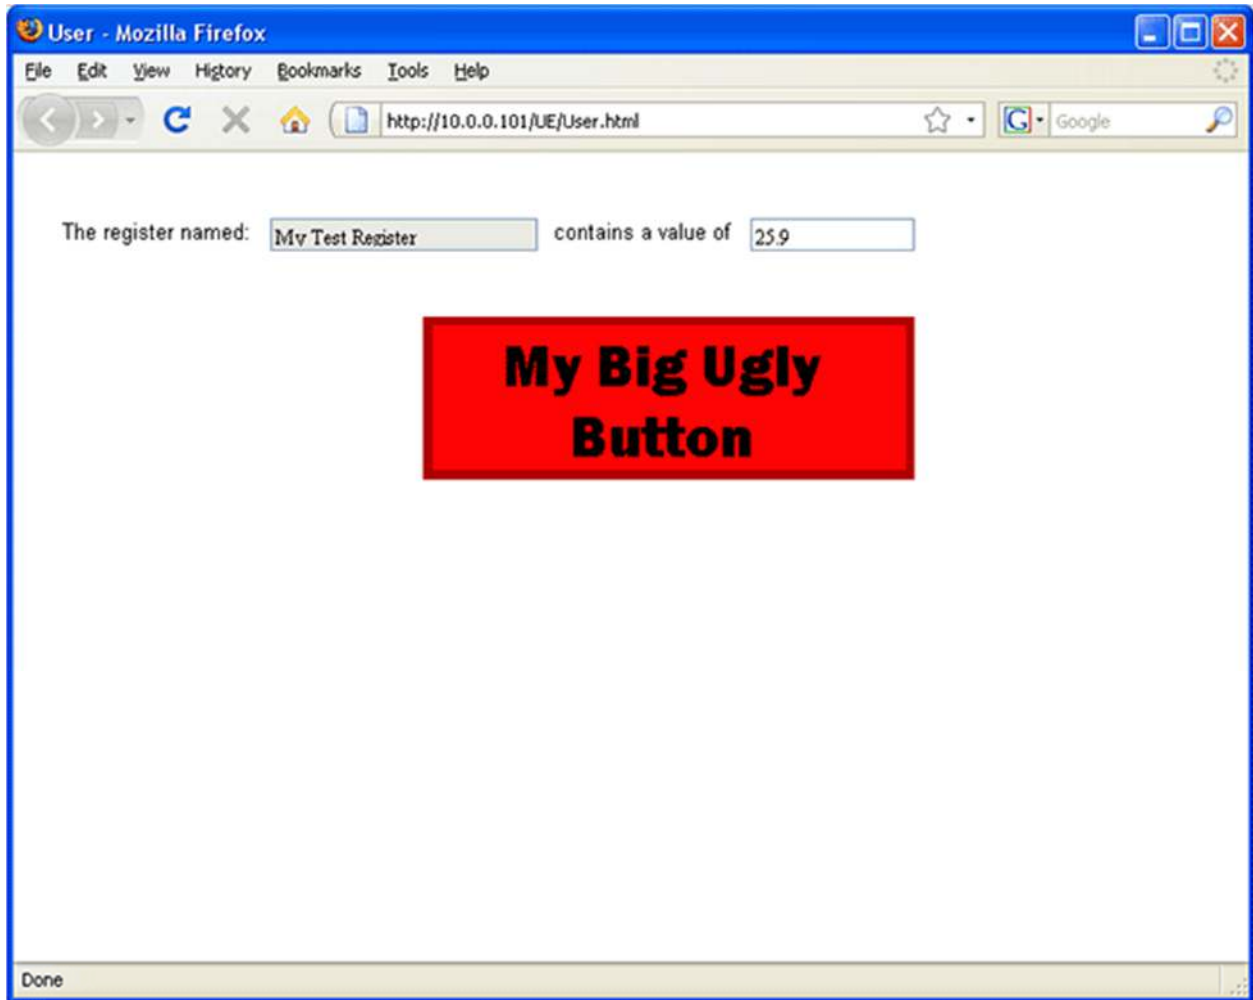 User - Mozilla Firefox
File Edit View History Bookmarks Tools Help
http://10.0.0.101/UE/User.html G Google
The register named: My Test Register contains a value of 25.9
My Big Ugly
Button
Done